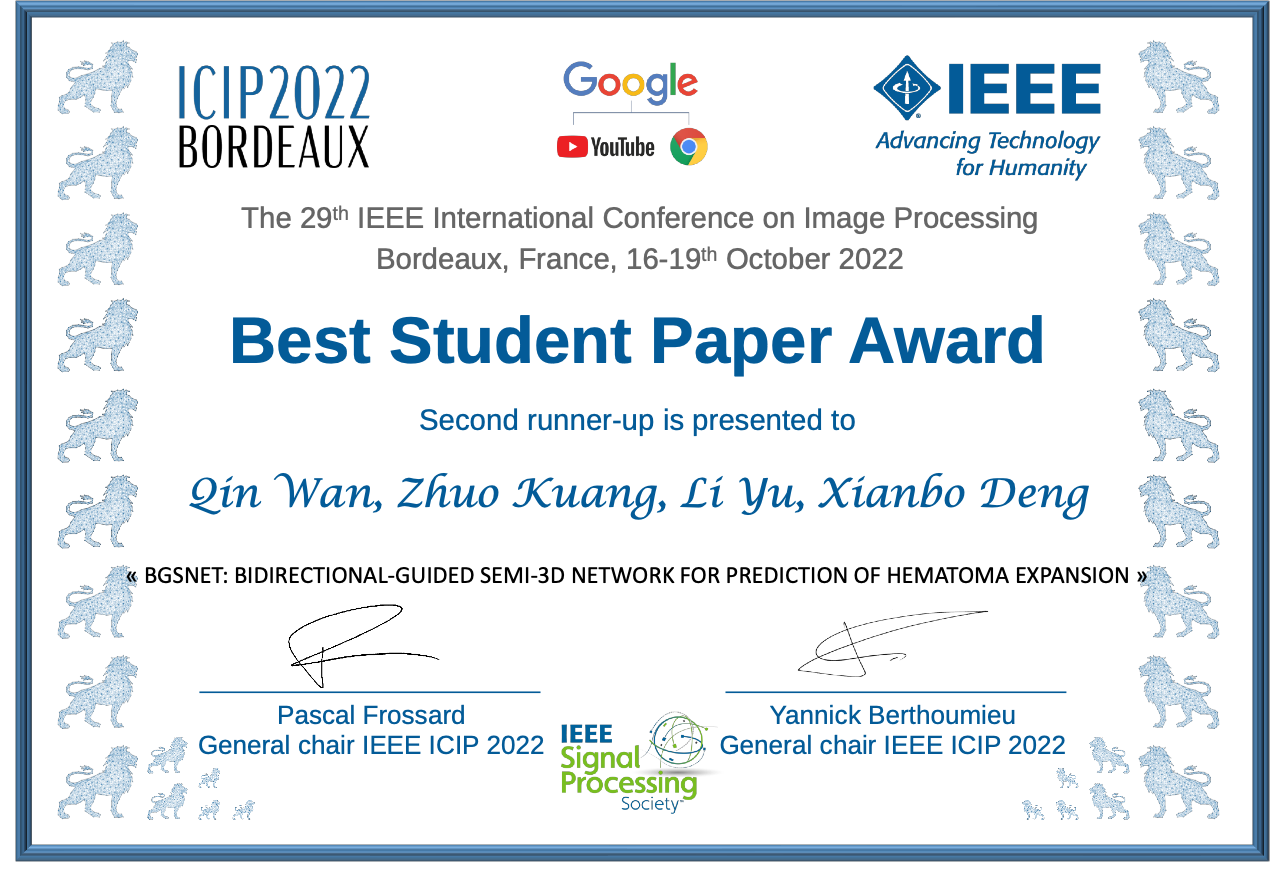 ICIP2022
BORDEAUX
Google
YouTube
IEEE
Advancing Technology
for Humanity
The 29th IEEE International Conference on Image Processing
Bordeaux, France, 16-19th October 2022
Best Student Paper Award
Second runner-up is presented to
Qin Wan, Zhuo Kuang, Li Yu, Xianbo Deng
« BGSNET: BIDIRECTIONAL-GUIDED SEMI-3D NETWORK FOR PREDICTION OF HEMATOMA EXPANSION »
Pascal Frossard
General chair IEEE ICIP 2022
IEEE
Signal
Processing
Society
Yannick Berthoumieu
General chair IEEE ICIP 2022